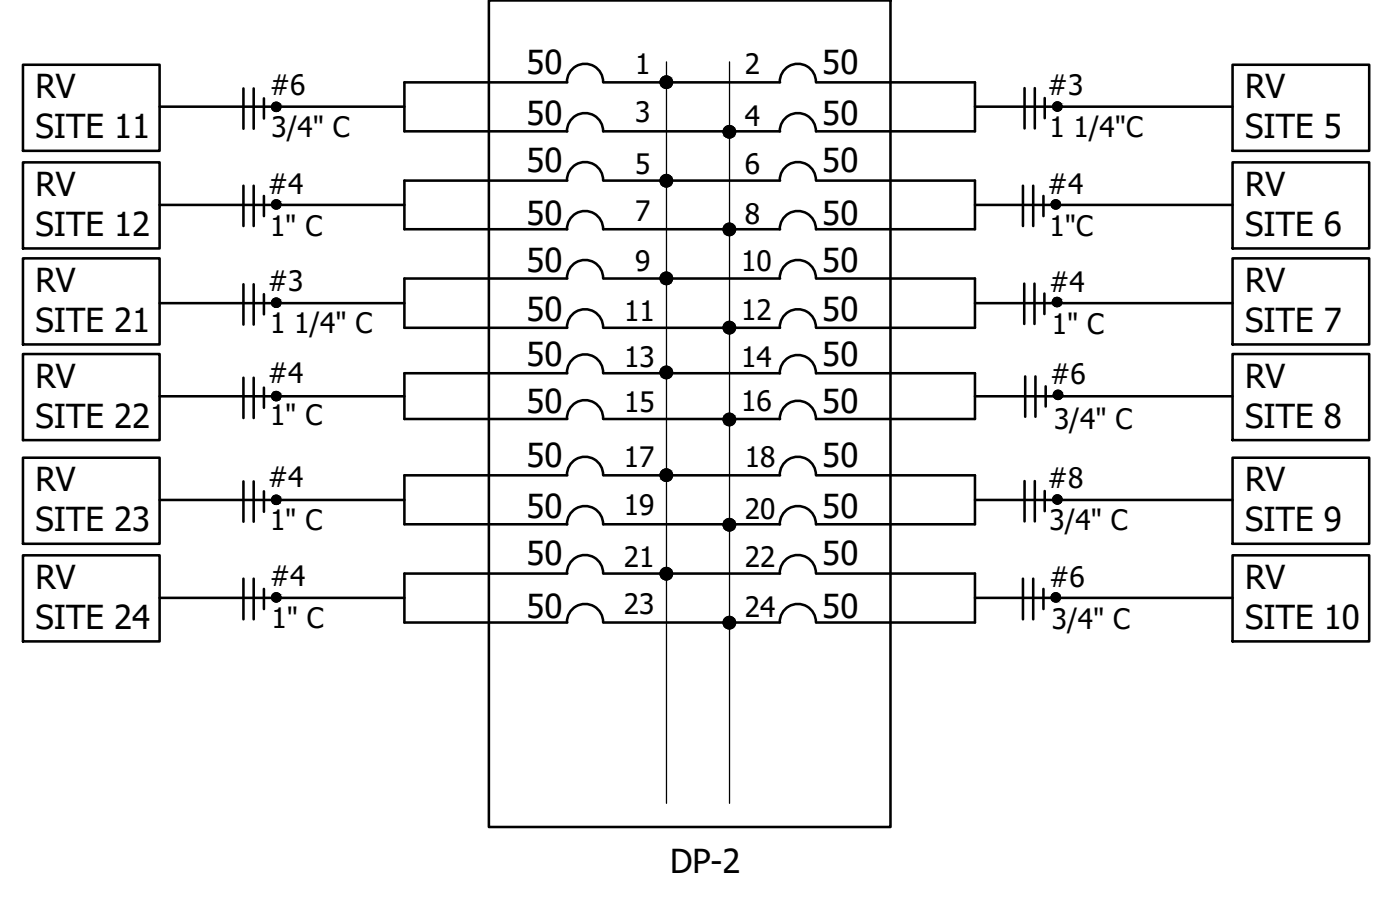 50 1 2 50
RV
SITE 11
#6
3/4" C
50 3 4 50
#3
1 1/4"C
RV
SITE 5
50 5 6 50
RV
SITE 12
#4
1" C
50 7 8 50
#4
1"C
RV
SITE 6
50 9 10 50
RV
SITE 21
#3
1 1/4" C
50 11 12 50
#4
1" C
RV
SITE 7
50 13 14 50
RV
SITE 22
#4
1" C
50 15 16 50
#6
3/4" C
RV
SITE 8
50 17 18 50
RV
SITE 23
#4
1" C
50 19 20 50
#8
3/4" C
RV
SITE 9
50 21 22 50
RV
SITE 24
#4
1" C
50 23 24 50
#6
3/4" C
RV
SITE 10
DP-2